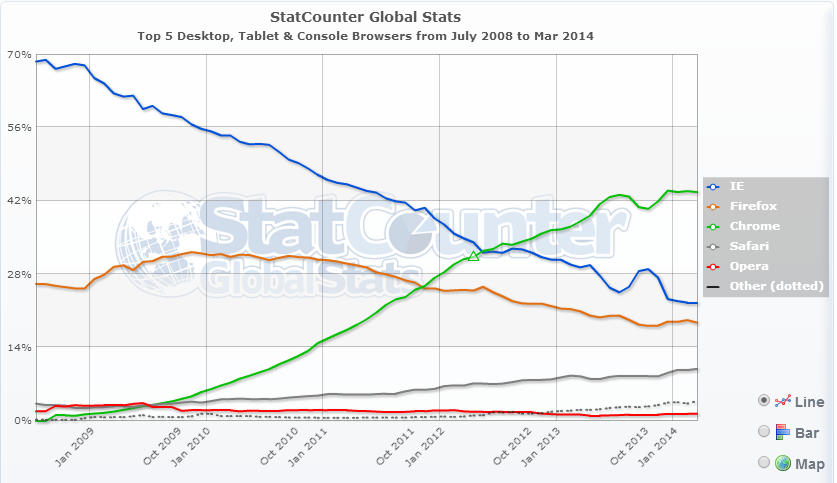 StatCounter Global Stats
Top 5 Desktop, Tablet & Console Browsers from July 2008 to Mar 2014
70%
56%
42%
28%
14%
0%
StatCounter
GlobalStats
IE
Firefox
Chrome
Safari
Opera
Other (dotted)
Jan 2009
Oct 2009
Jan 2010
Oct 2010
Jan 2011
Oct 2011
Jan 2012
Oct 2012
Jan 2013
Oct 2013
Jan 2014
Line
Bar
Map